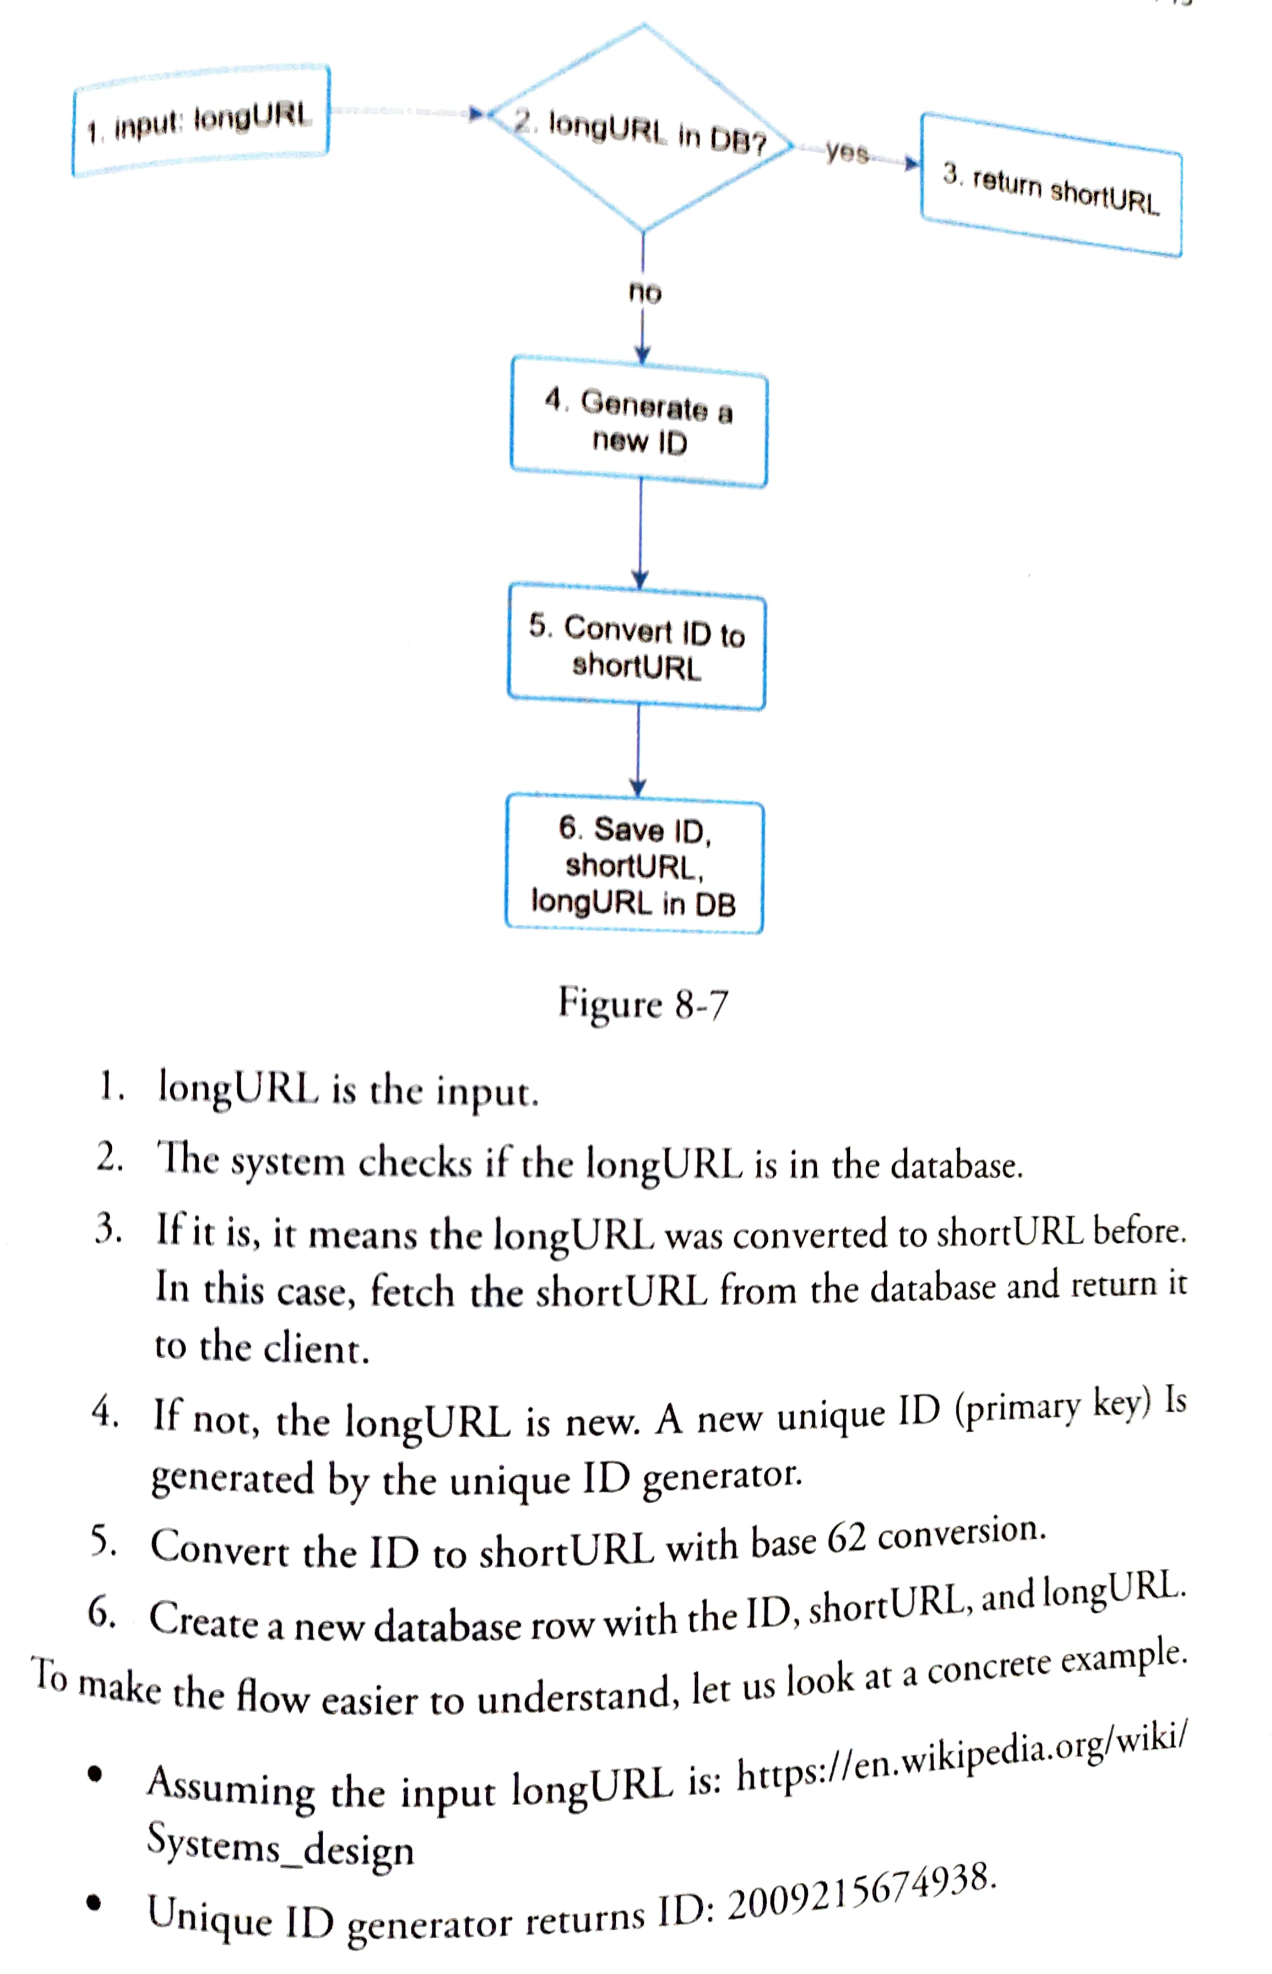 1. input: longURL
2. longURL in DB?
yes
3. return shortURL
no
4. Generate a
new ID
5. Convert ID to
shortURL
6. Save ID,
shortURL,
longURL in DB
Figure 8-7
1. longURL is the input.
2. The system checks if the longURL is in the database.
3. If it is, it means the longURL was converted to shortURL before.
In this case, fetch the shortURL from the database and return it
to the client.
4. If not, the longURL is new. A new unique ID (primary key) Is
generated by the unique ID generator.
5. Convert the ID to shortURL with base 62 conversion.
6. Create a new database row with the ID, shortURL, and longURL.
To make the flow easier to understand, let us look at a concrete example.
• Assuming the input longURL is: https://en.wikipedia.org/wiki/
Systems_design
• Unique ID generator returns ID: 2009215674938.